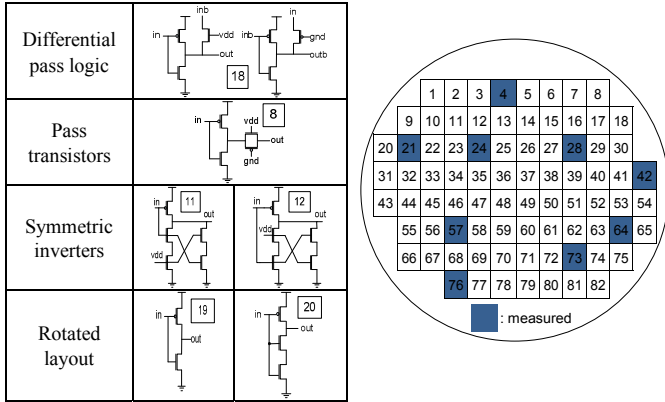 Differential
pass logic
inb
in
vdd
out
18
in
inb
gnd
outb
Pass
transistors
in
8
vdd
out
gnd
Symmetric
inverters
in
11
out
vdd
in
12
out
vdd
Rotated
layout
in
19
out
in
20
out
1 2 3 4 5 6 7 8
9 10 11 12 13 14 15 16 17 18
20 21 22 23 24 25 26 27 28 29 30
31 32 33 34 35 36 37 38 39 40 41 42
43 44 45 46 47 48 49 50 51 52 53 54
55 56 57 58 59 60 61 62 63 64 65
66 67 68 69 70 71 72 73 74 75
76 77 78 79 80 81 82
: measured